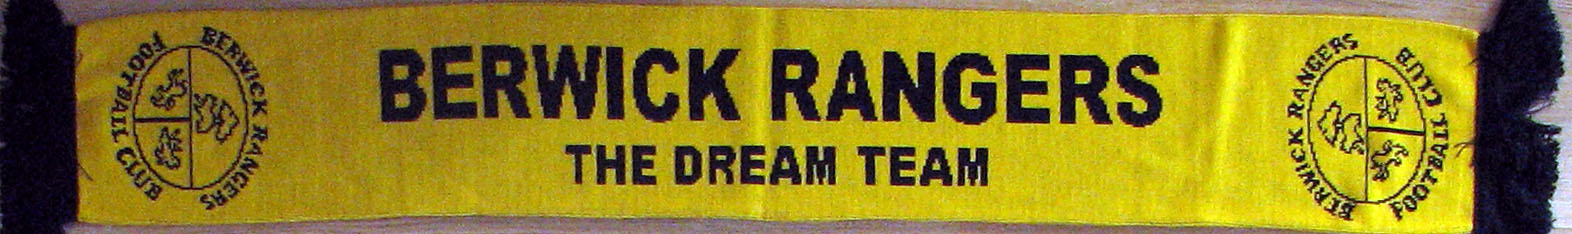 BERWICK RANGERS
FOOTBALL CLUB
BERWICK RANGERS
THE DREAM TEAM
BERWICK RANGERS
FOOTBALL CLUB